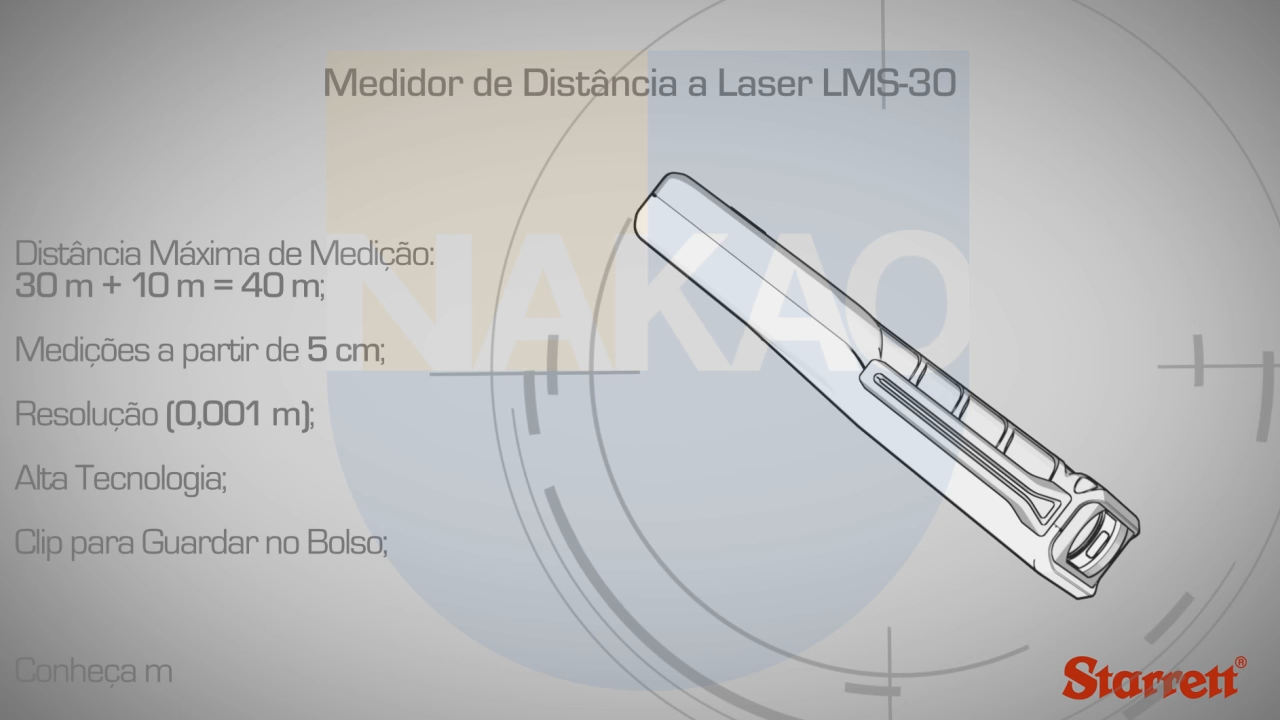 Medidor de Distância a Laser LMS-30
NAKAO
Distância Máxima de Medição:
30 m + 10 m = 40 m;
Medições a partir de 5 cm;
Resolução (0,001 m);
Alta Tecnologia;
Clip para Guardar no Bolso;
Conheça m
Starrett®